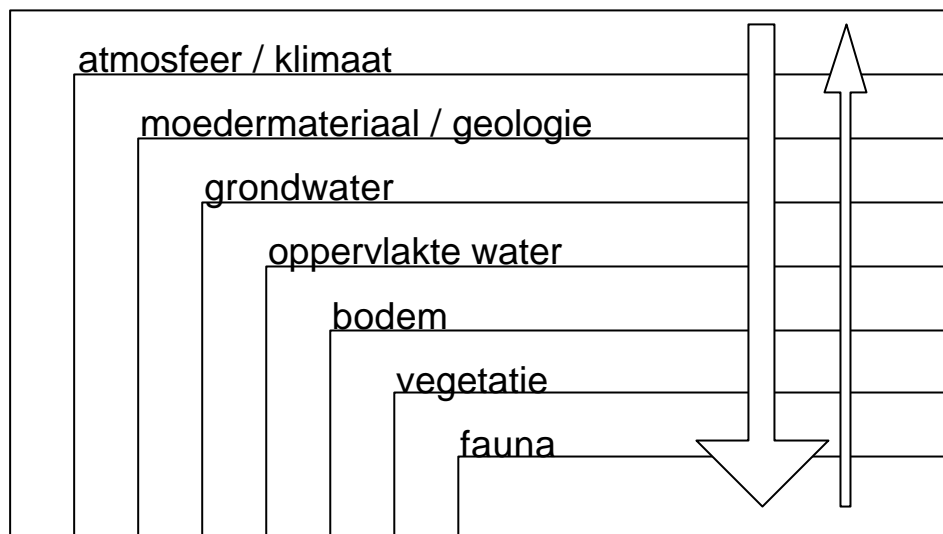 atmosfeer / klimaat
moedermateriaal / geologie
grondwater
oppervlakte water
bodem
vegetatie
fauna